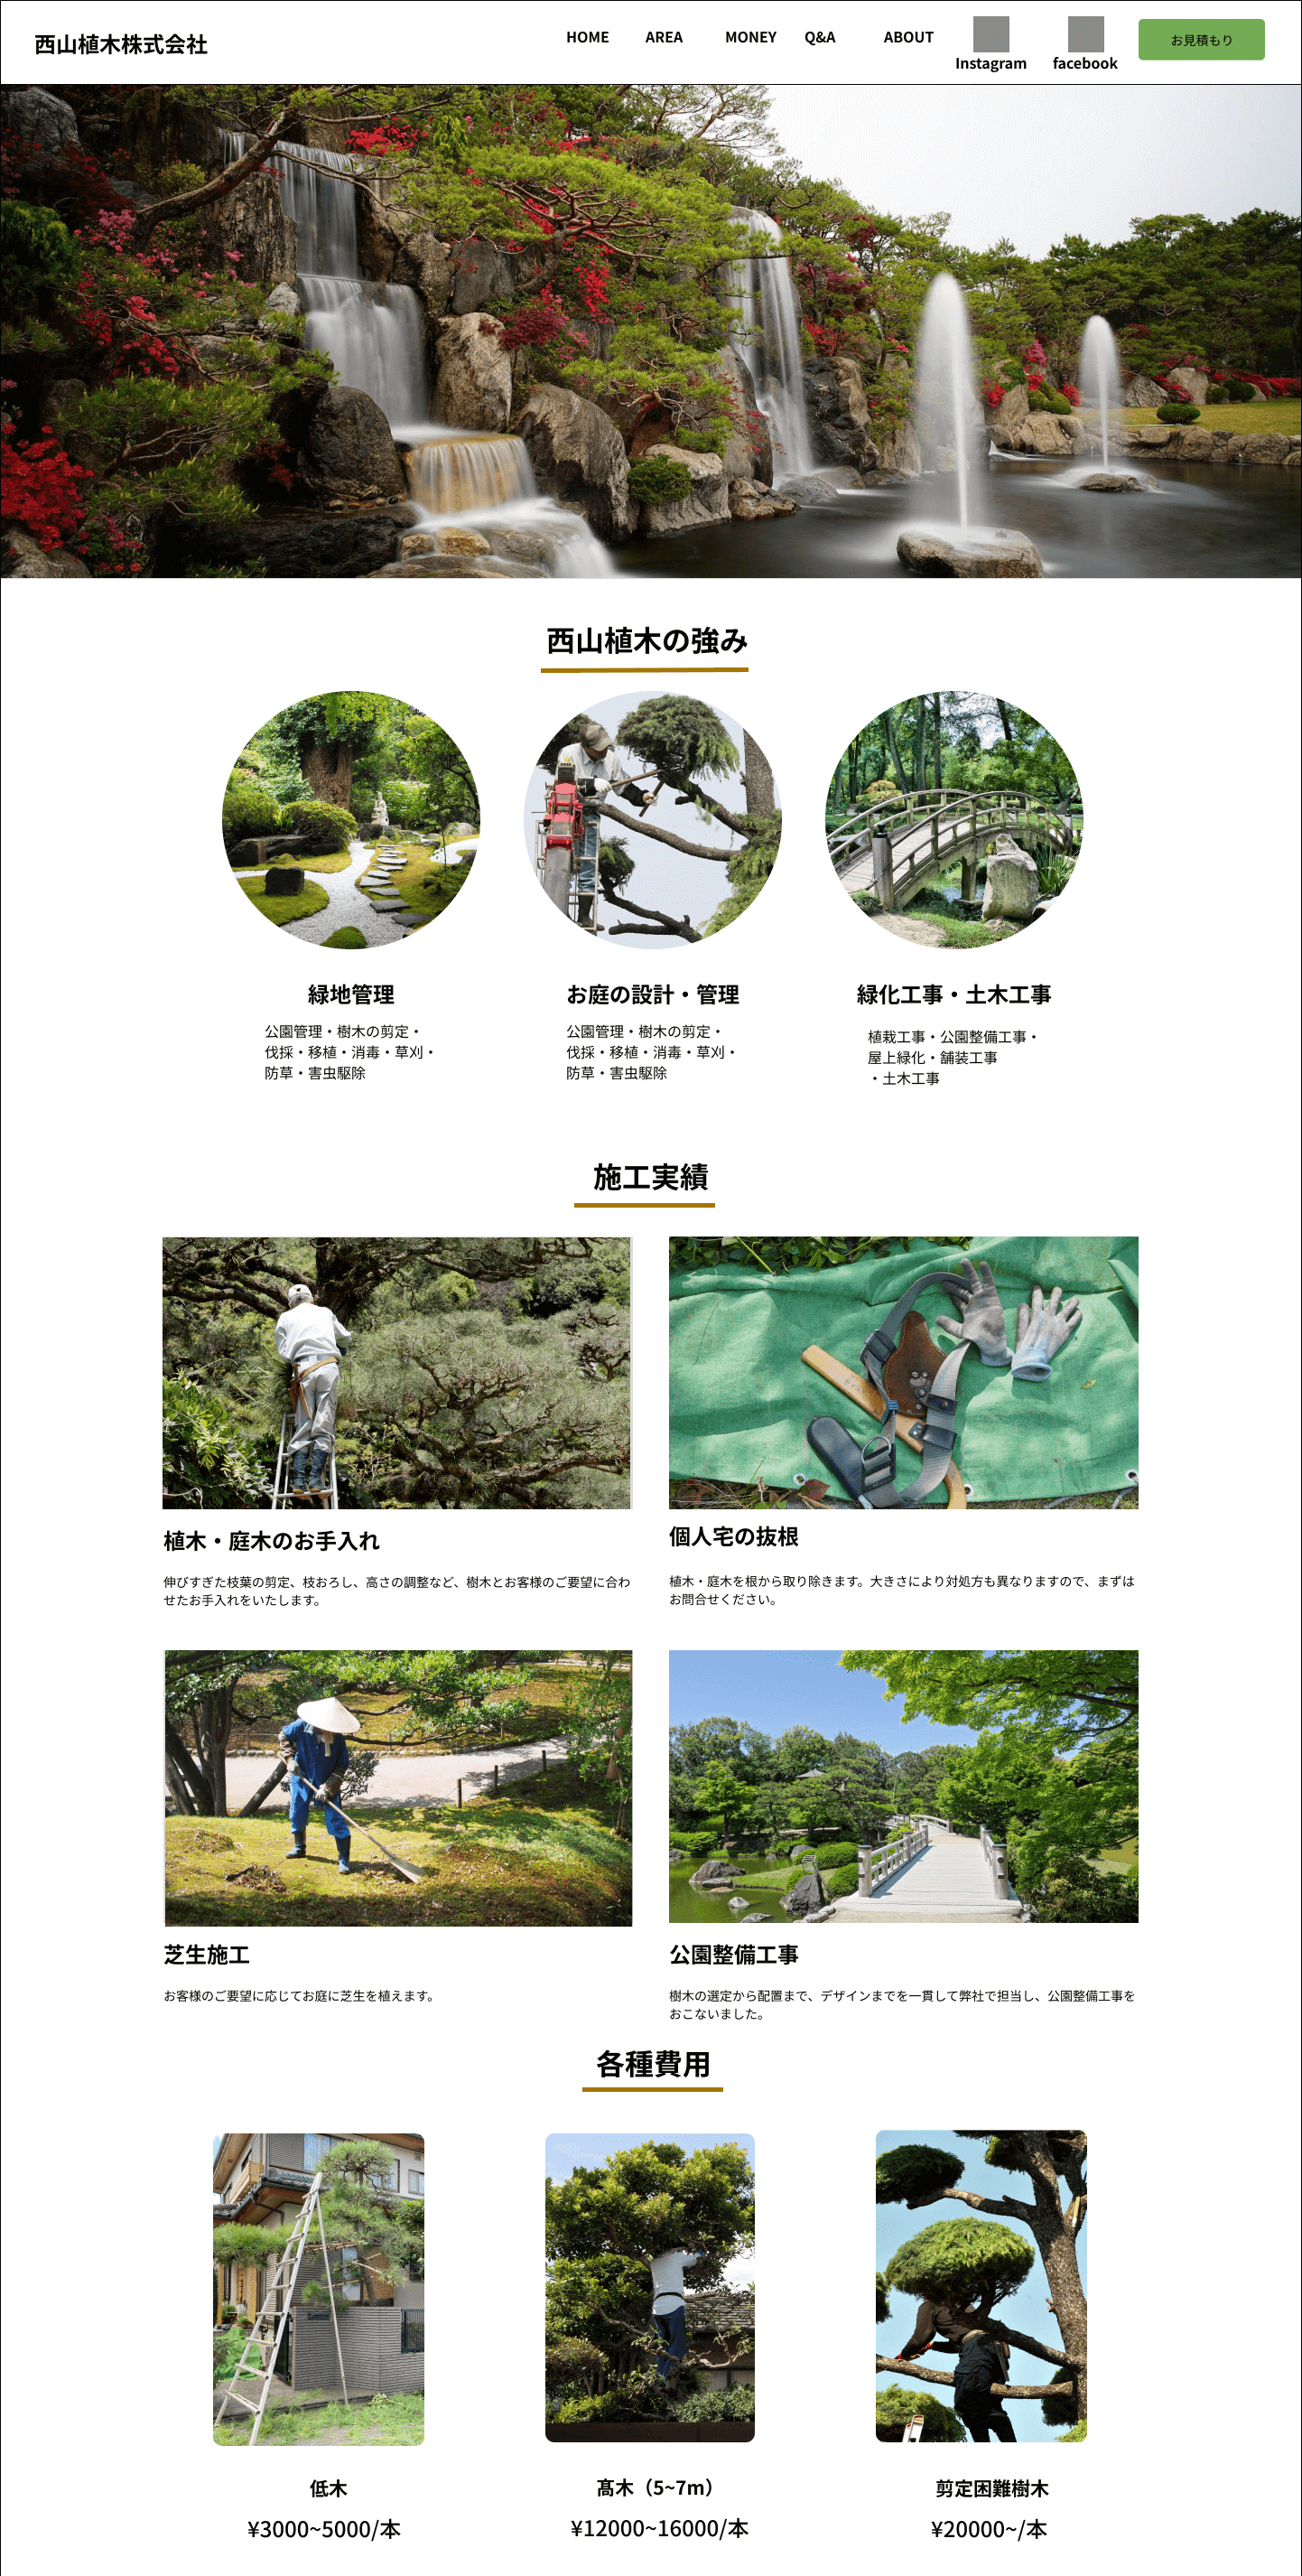 西山植木株式会社
HOME AREA MONEY Q&A ABOUT
Instagram facebook
お見積もり
西山植木の強み
緑地管理
公園管理・樹木の剪定・
伐採・移植・消毒・草刈・
防草・害虫駆除
お庭の設計・管理
公園管理・樹木の剪定・
伐採・移植・消毒・草刈・
防草・害虫駆除
緑化工事・土木工事
植栽工事・公園整備工事・
屋上緑化・舗装工事
・土木工事
施工実績
植木・庭木のお手入れ
伸びすぎた枝葉の剪定、枝おろし、高さの調整など、樹木とお客様のご要望に合わ
せたお手入れをいたします。
個人宅の抜根
植木・庭木を根から取り除きます。大きさにより対処方も異なりますので、まずは
お問合せください。
芝生施工
お客様のご要望に応じてお庭に芝生を植えます。
公園整備工事
樹木の選定から配置まで、デザインまでを一貫して弊社で担当し、公園整備工事を
おこないました。
各種費用
低木
¥3000~5000/本
髙木（5~7m）
¥12000~16000/本
剪定困難樹木
¥20000~/本